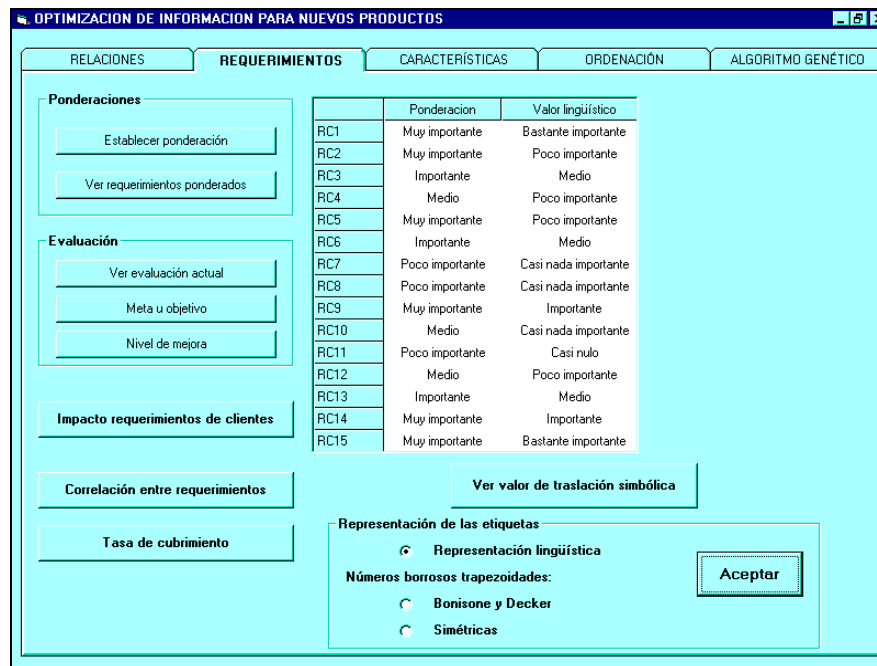 OPTIMIZACION DE INFORMACION PARA NUEVOS PRODUCTOS
RELACIONES REQUERIMIENTOS CARACTERÍSTICAS ORDENACIÓN ALGORITMO GENÉTICO
Ponderaciones
Establecer ponderación
Ver requerimientos ponderados
Evaluación
Ver evaluación actual
Meta u objetivo
Nivel de mejora
Impacto requerimientos de clientes
Correlación entre requerimientos
Tasa de cubrimiento
Ponderacion Valor lingüístico
RC1 Muy importante Bastante importante
RC2 Muy importante Poco importante
RC3 Importante Medio
RC4 Medio Poco importante
RC5 Muy importante Poco importante
RC6 Importante Medio
RC7 Poco importante Casi nada importante
RC8 Poco importante Casi nada importante
RC9 Muy importante Importante
RC10 Medio Casi nada importante
RC11 Poco importante Casi nulo
RC12 Medio Poco importante
RC13 Importante Medio
RC14 Muy importante Importante
RC15 Muy importante Bastante importante
Ver valor de traslación simbólica
Representación de las etiquetas
Representación lingüística
Números borrosos trapezoidades:
Bonisone y Decker
Simétricas
Aceptar